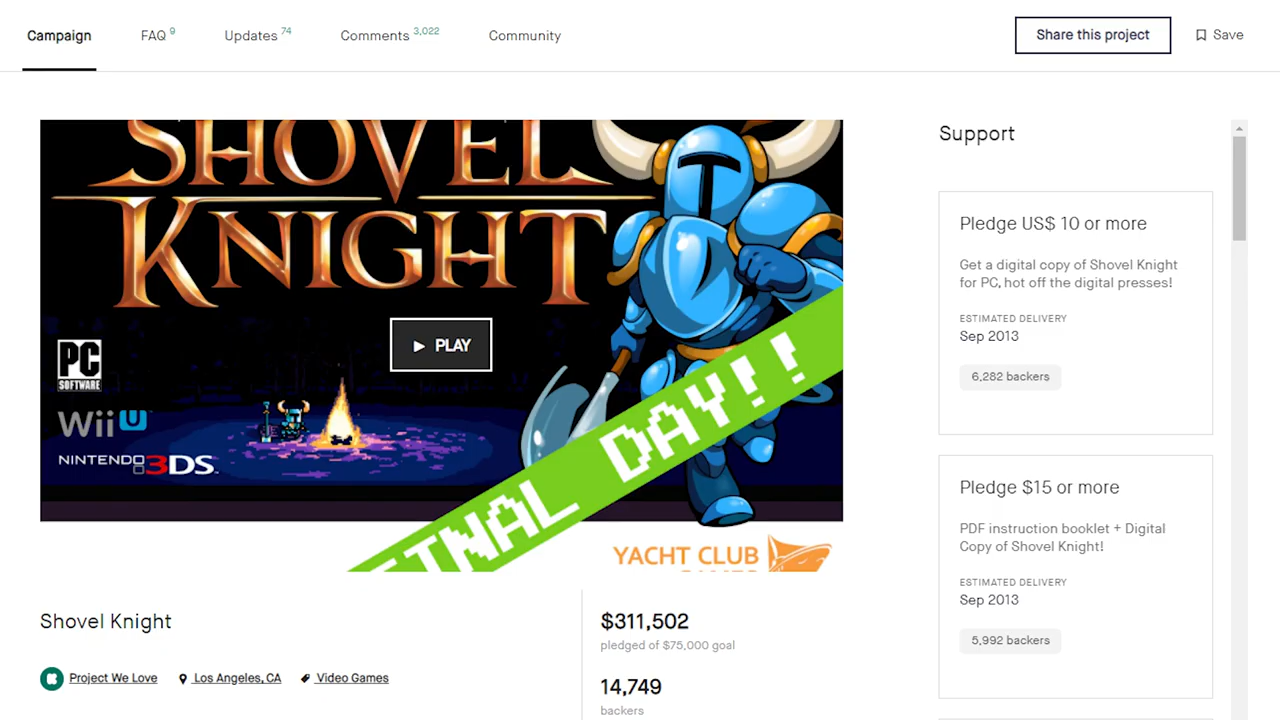 Campaign
FAQ 9
Updates 74
Comments 3,022
Community
Share this project
Save
SHOVEL
KNIGHT
PLAY
PC
SOFTWARE
Wii U
NINTENDO 3DS
FINAL DAY!!
YACHT CLUB
GAMES
Shovel Knight
Project We Love
Los Angeles, CA
Video Games
$311,502
pledged of $75,000 goal
14,749
backers
Support
Pledge US$ 10 or more
Get a digital copy of Shovel Knight
for PC, hot off the digital presses!
ESTIMATED DELIVERY
Sep 2013
6,282 backers
Pledge $15 or more
PDF instruction booklet + Digital
Copy of Shovel Knight!
ESTIMATED DELIVERY
Sep 2013
5,992 backers